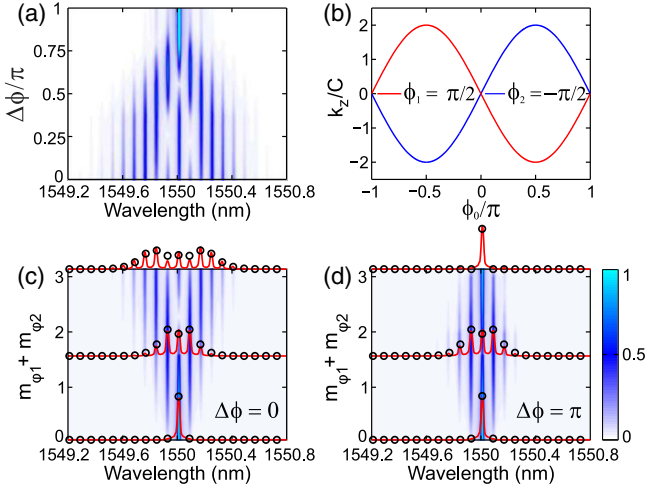 (a)
1
0.75
0.5
0.25
0
Δϕ/π
1549.2 1549.6 1550 1550.4 1550.8
Wavelength (nm)
(b)
2
1
0
−1
−2
k_z/C
ϕ₁ = π/2
ϕ₂ = −π/2
−1 −0.5 0 0.5 1
ϕ₀/π
(c)
3
2
1
0
m_φ1 + m_φ2
Δϕ = 0
1549.2 1549.6 1550 1550.4 1550.8
Wavelength (nm)
(d)
3
2
1
0
m_φ1 + m_φ2
Δϕ = π
1549.2 1549.6 1550 1550.4 1550.8
Wavelength (nm)
1
0.5
0